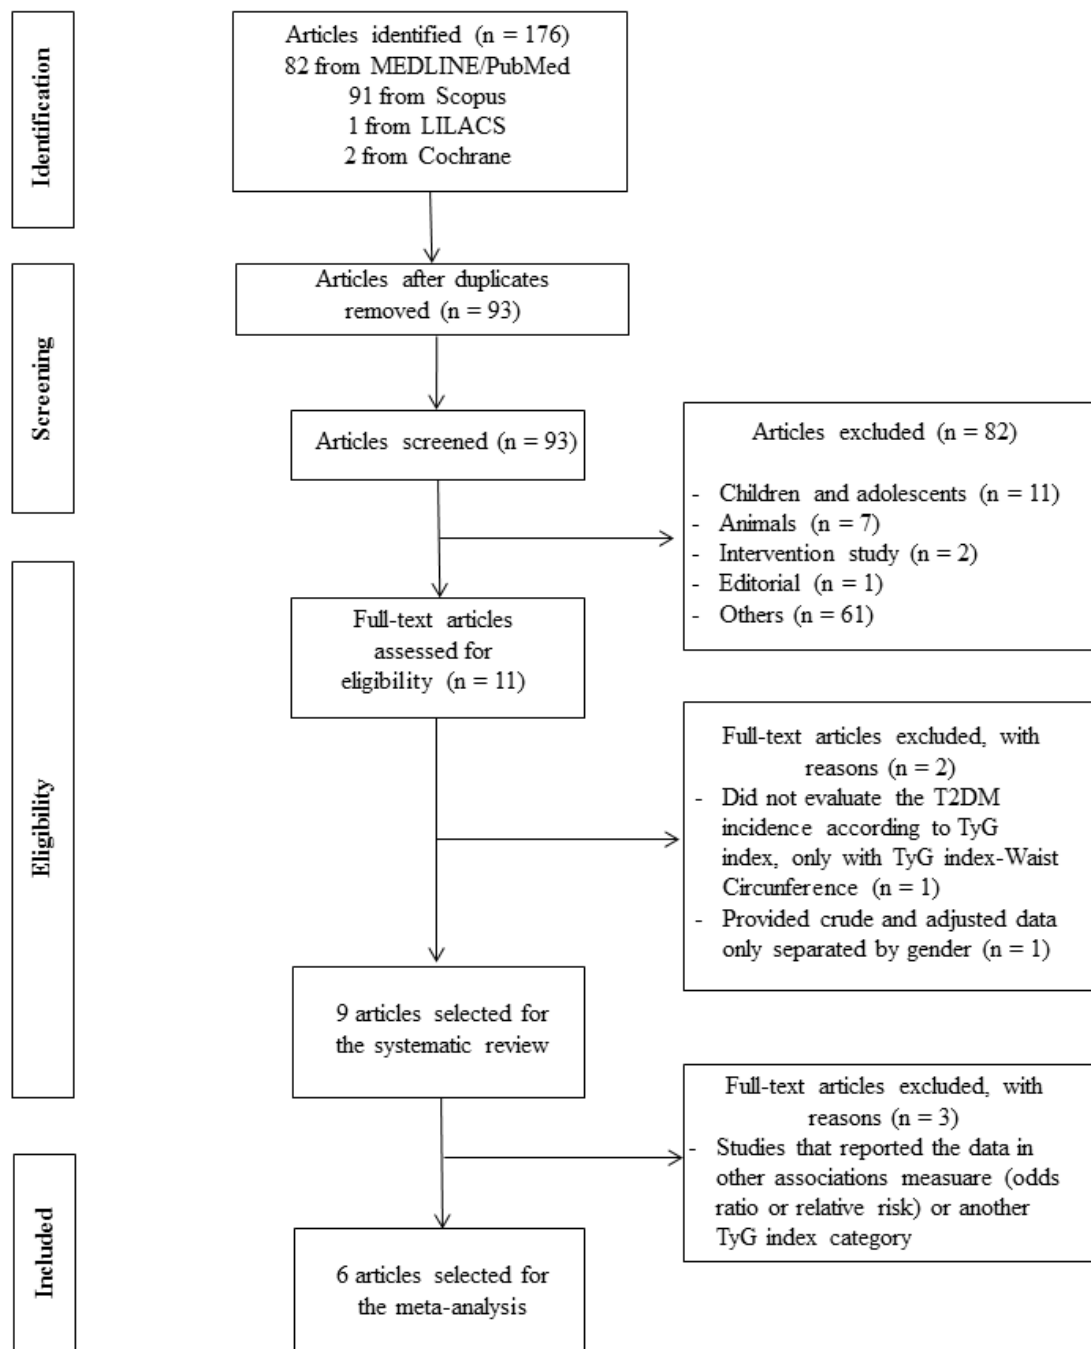 Identification
Articles identified (n = 176)
82 from MEDLINE/PubMed
91 from Scopus
1 from LILACS
2 from Cochrane
Screening
Articles after duplicates
removed (n = 93)
Articles screened (n = 93)
Articles excluded (n = 82)
- Children and adolescents (n = 11)
- Animals (n = 7)
- Intervention study (n = 2)
- Editorial (n = 1)
- Others (n = 61)
Eligibility
Full-text articles
assessed for
eligibility (n = 11)
Full-text articles excluded, with
reasons (n = 2)
- Did not evaluate the T2DM
incidence according to TyG
index, only with TyG index-Waist
Circunference (n = 1)
- Provided crude and adjusted data
only separated by gender (n = 1)
9 articles selected for
the systematic review
Full-text articles excluded, with
reasons (n = 3)
- Studies that reported the data in
other associations measuare (odds
ratio or relative risk) or another
TyG index category
Included
6 articles selected for
the meta-analysis